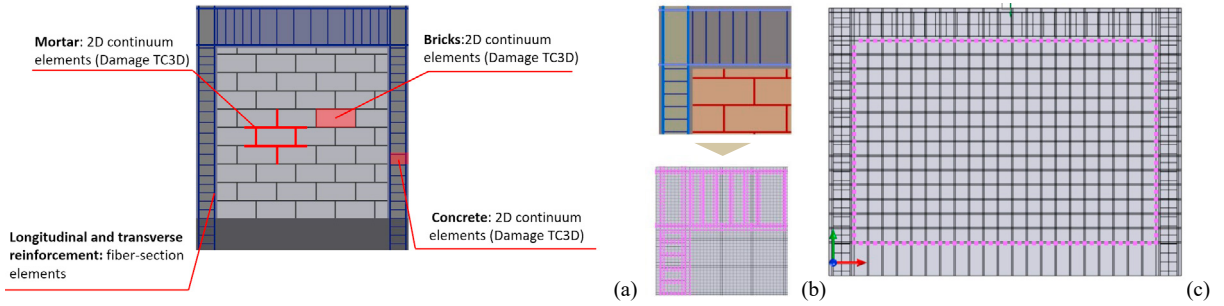 Mortar: 2D continuum
elements (Damage TC3D)
Bricks:2D continuum
elements (Damage TC3D)
Longitudinal and transverse
reinforcement: fiber-section
elements
Concrete: 2D continuum
elements (Damage TC3D)
(a)
(b)
(c)